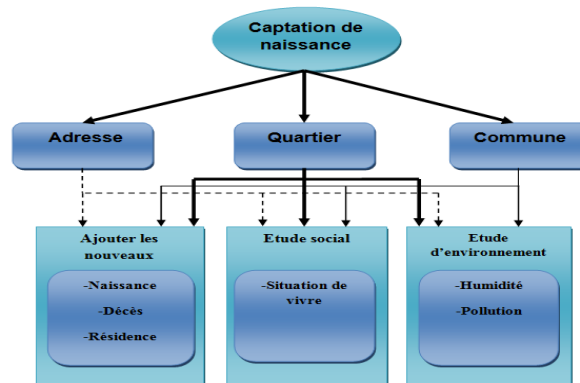 Captation de
naissance
Adresse
Quartier
Commune
Ajouter les
nouveaux
-Naissance
-Décès
-Résidence
Etude social
-Situation de
vivre
Etude
d'environnement
-Humidité
-Pollution